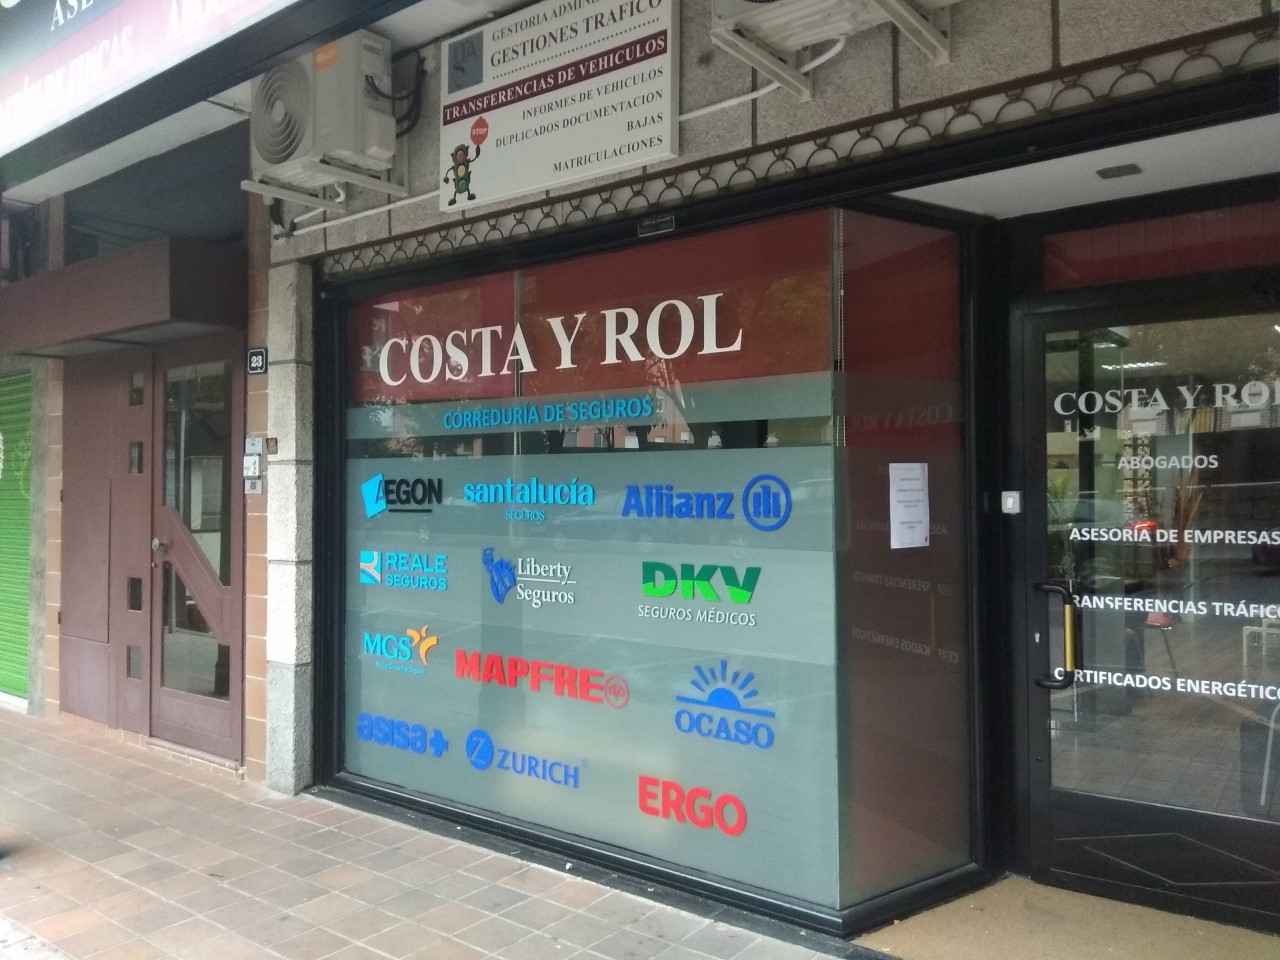 GESTORIA
GESTIONES TRAFICO
TRANSFERENCIAS DE VEHICULOS
INFORMES DE VEHICULOS
DUPLICADOS DOCUMENTACION
BAJAS
MATRICULACIONES
STOP
23
COSTA Y ROL
CORREDURÍA DE SEGUROS
AEGON
santalucía
SEGUROS
Allianz
REALE
SEGUROS
Liberty
Seguros
DKV
SEGUROS MÉDICOS
MGS
MAPFRE
OCASO
asisa
ZURICH
ERGO
COSTA Y ROL
ABOGADOS
ASESORÍA DE EMPRESAS
TRANSFERENCIAS TRÁFICO
CERTIFICADOS ENERGÉTICO